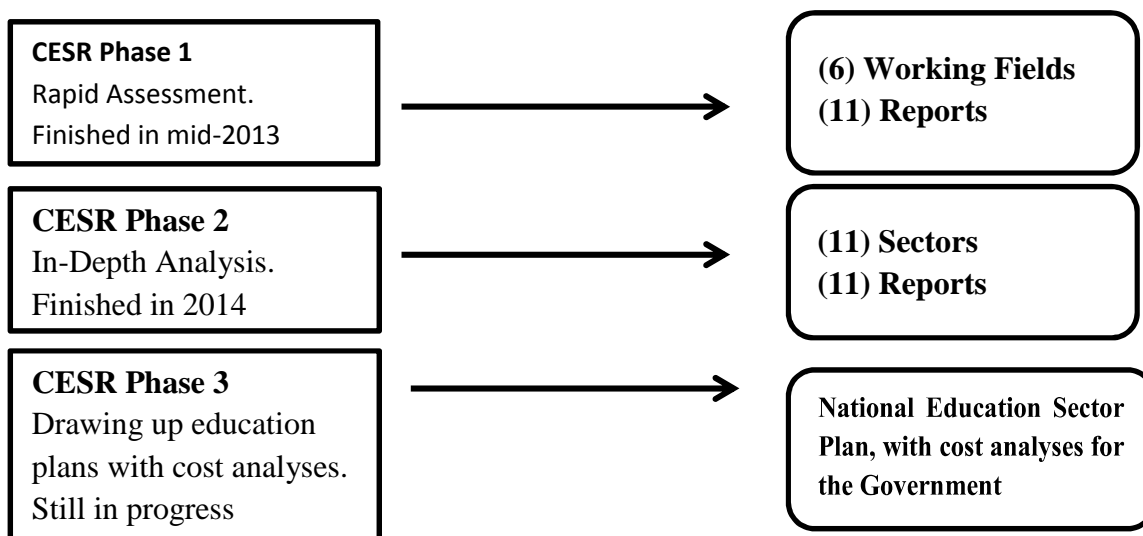 CESR Phase 1
Rapid Assessment.
Finished in mid-2013
(6) Working Fields
(11) Reports
CESR Phase 2
In-Depth Analysis.
Finished in 2014
(11) Sectors
(11) Reports
CESR Phase 3
Drawing up education
plans with cost analyses.
Still in progress
National Education Sector
Plan, with cost analyses for
the Government